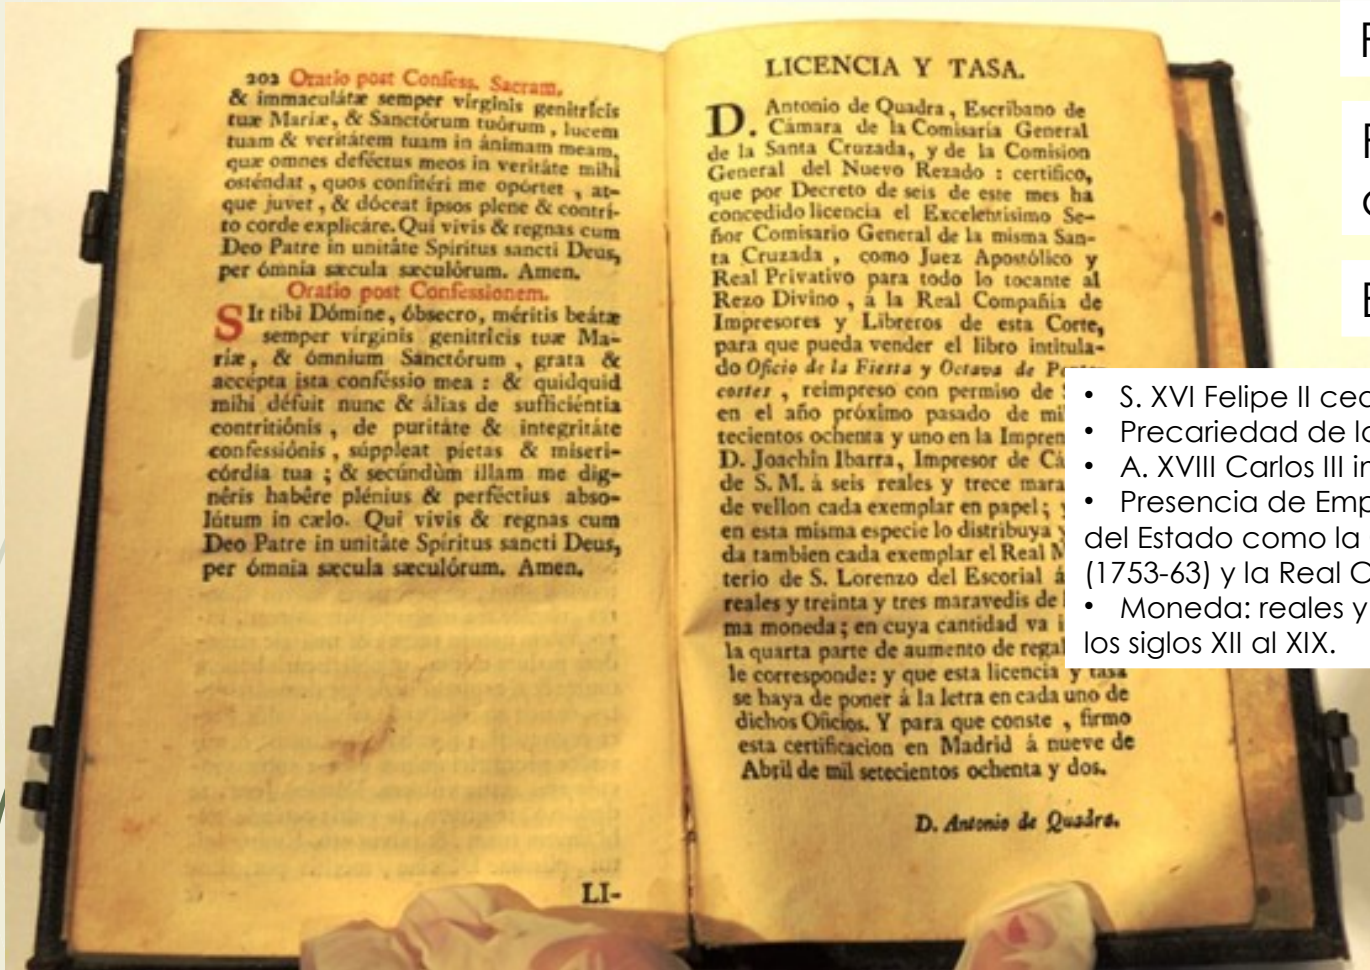 202 Oratio post Confess. Sacram.
& immaculátæ semper virginis genitrícis
tuæ Mariæ, & Sanctórum tuórum, lucem
tuam & veritátem tuam in ánimam meam,
quæ omnes deféctus meos in veritáte mihi
osténdat, quos confitéri me opórtet, at-
que juvet, & dóceat ipsos plene & contrí-
to corde explicáre. Qui vivis & regnas cum
Deo Patre in unitáte Spíritus sancti Deus,
per ómnia sæcula sæculórum. Amen.
Oratio post Confessionem.
SIt tibi Dómine, óbsecro, méritis beátæ
semper vírginis genitrícis tuæ Ma-
riæ, & ómnium Sanctórum, grata &
accépta ista conféssio mea : & quidquid
mihi défuit nunc & álias de sufficiéntia
contritiónis, de puritáte & integritáte
confessiónis, súppleat pietas & miseri-
córdia tua ; & secúndùm illam me dig-
néris habére plénius & perféctius abso-
lútum in cælo. Qui vivis & regnas cum
Deo Patre in unitáte Spíritus sancti Deus,
per ómnia sæcula sæculórum. Amen.
LI-
LICENCIA Y TASA.
D. Antonio de Quadra, Escribano de
Cámara de la Comisaría General
de la Santa Cruzada, y de la Comision
General del Nuevo Rezado : certifico,
que por Decreto de seis de este mes ha
concedido licencia el Excelentisimo Se-
ñor Comisario General de la misma San-
ta Cruzada, como Juez Apostólico y
Real Privativo para todo lo tocante al
Rezo Divino, á la Real Compañia de
Impresores y Libreros de esta Corte,
para que pueda vender el libro intitula-
do Oficio de la Fiesta y Octava de
costes, reimpreso con permiso de
en el año próximo pasado de
tecientos ochenta y uno en la
D. Joachin Ibarra, Impresor de
de S. M. á seis reales y trece
de vellon cada exemplar en papel;
en esta misma especie lo distribuya
da tambien cada exemplar el Real
terio de S. Lorenzo del Escorial á
reales y treinta y tres maravedis de
ma moneda; en cuya cantidad va
la quarta parte de aumento de
le corresponde: y que esta licencia y tasa
se haya de poner á la letra en cada uno de
dichos Oficios. Y para que conste, firmo
esta certificacion en Madrid á nueve de
Abril de mil setecientos ochenta y dos.
D. Antonio de Quadra.
• S. XVI Felipe II
• Precariedad de
• A. XVIII Carlos III
• Presencia de
del Estado como la
(1753-63) y la Real
• Moneda: reales y
los siglos XII al XIX.